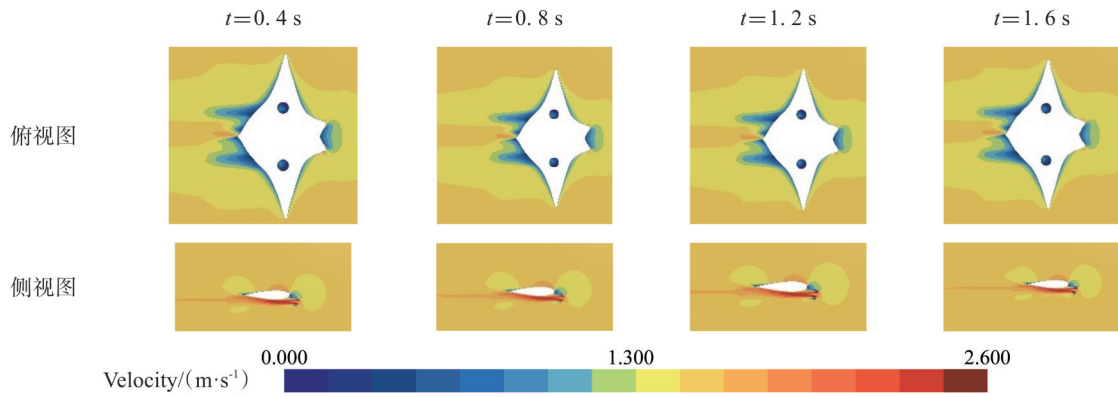 t=0. 4 s
t=0. 8 s
t=1. 2 s
t=1. 6 s
俯视图
侧视图
0.000
1.300
2.600
Velocity/(m·s⁻¹)